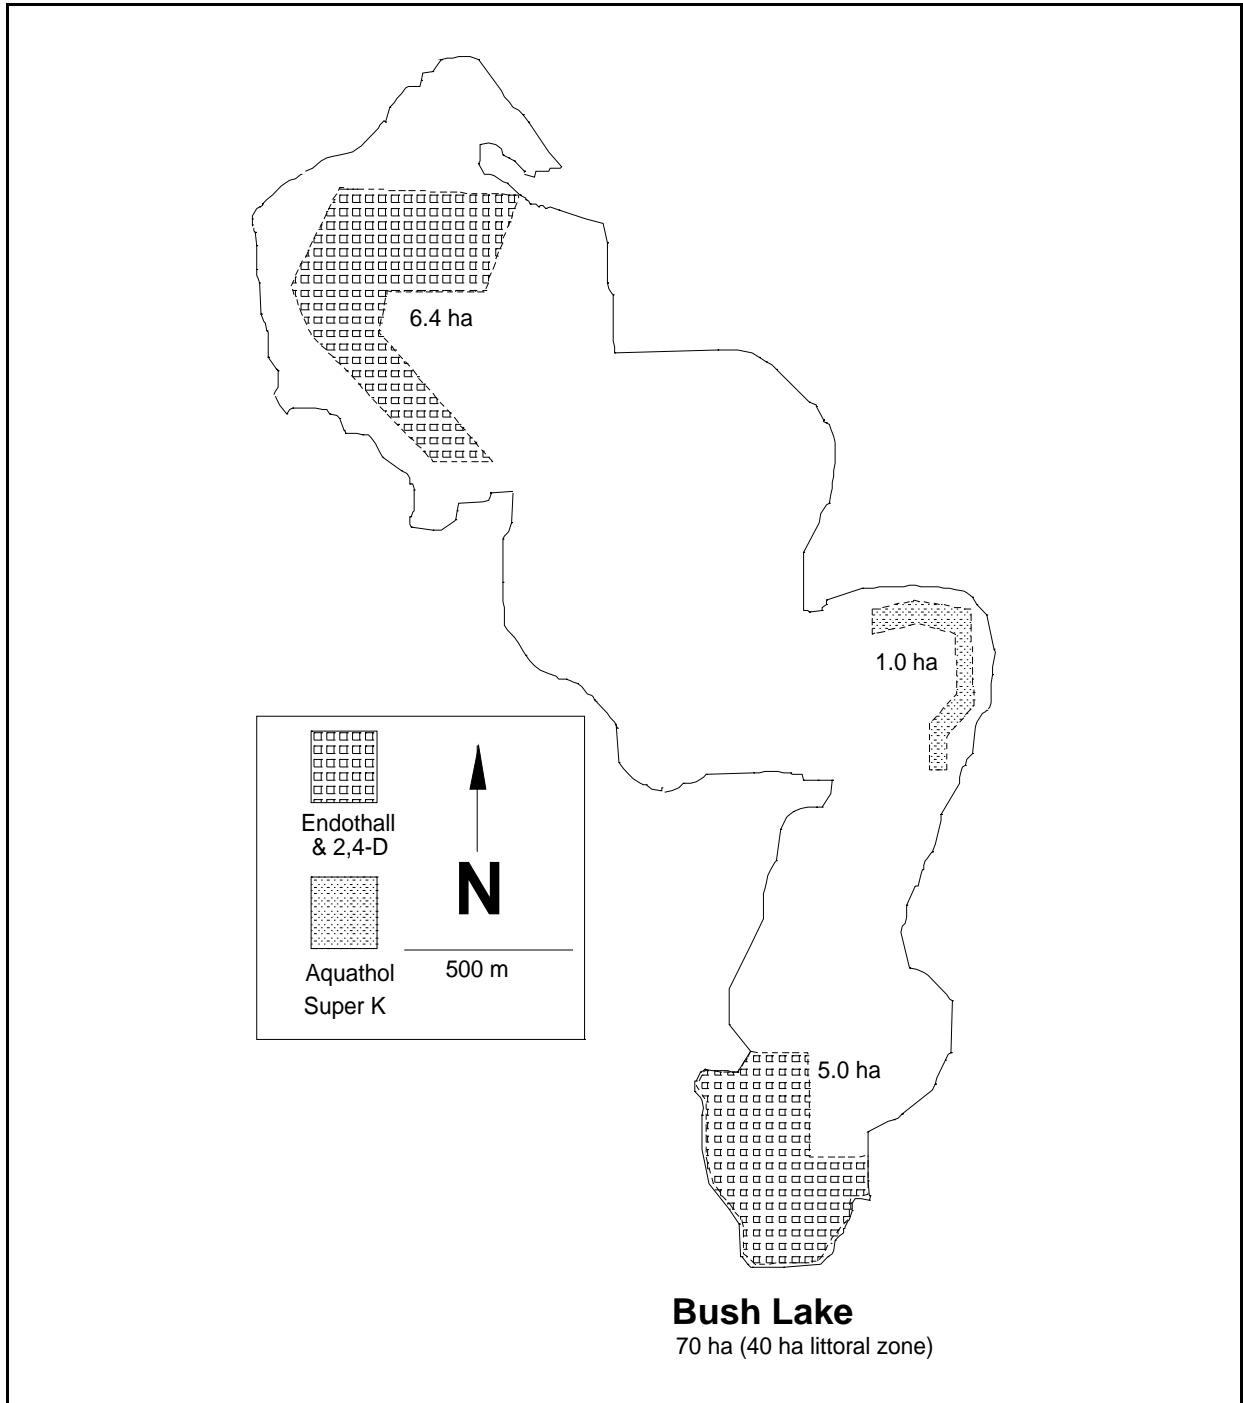 6.4 ha
1.0 ha
Endothall
& 2,4-D
N
Aquathol
Super K
500 m
5.0 ha
Bush Lake
70 ha (40 ha littoral zone)